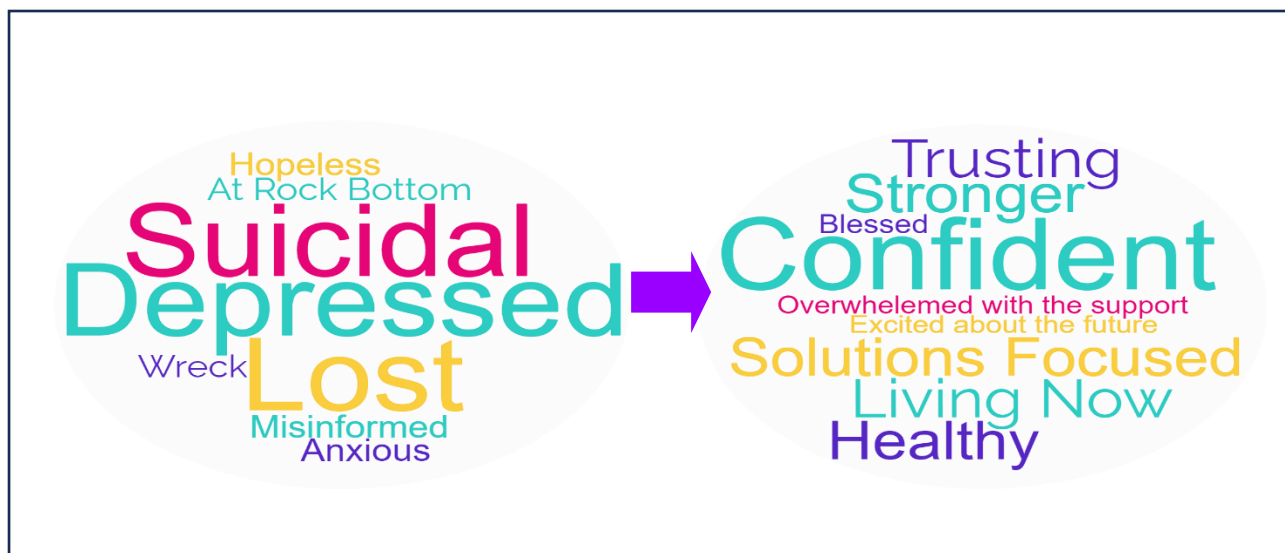 Hopeless
At Rock Bottom
Suicidal
Depressed
Wreck
Lost
Misinformed
Anxious
Trusting
Stronger
Blessed
Confident
Overwhelemed with the support
Excited about the future
Solutions Focused
Living Now
Healthy